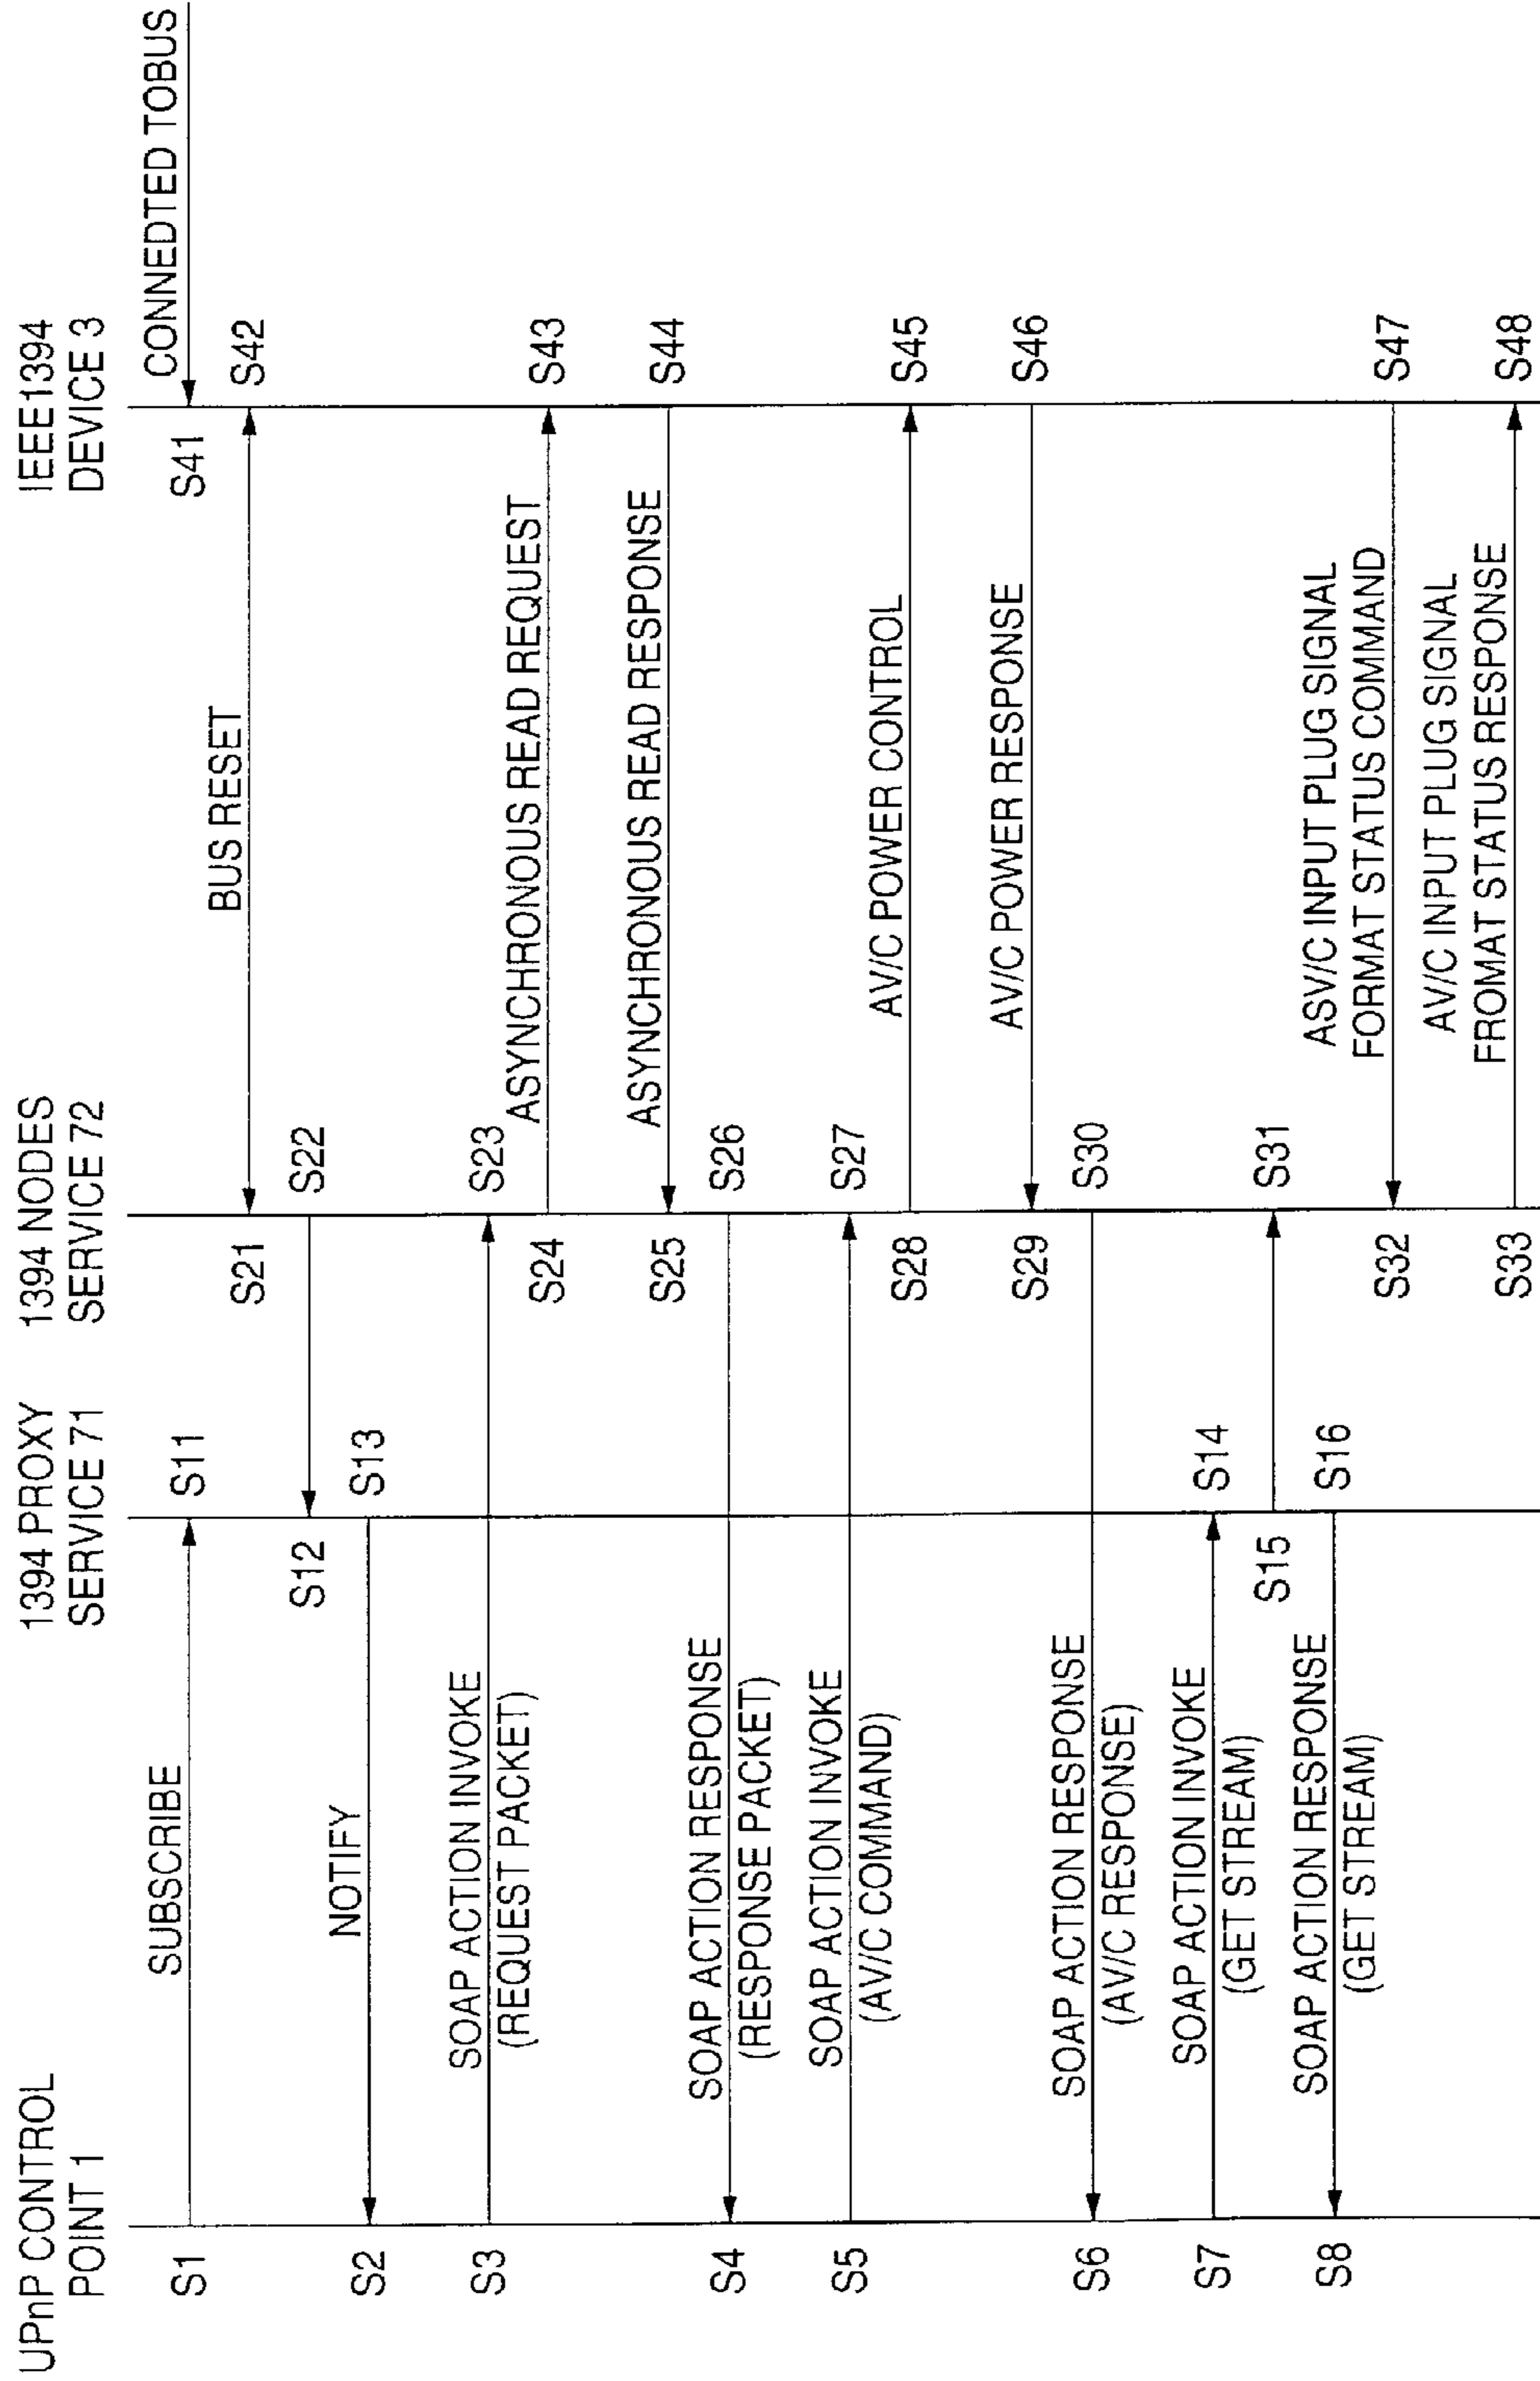 UPnP CONTROL
POINT 1
1394 PROXY
SERVICE 71
1394 NODES
SERVICE 72
IEEE1394
DEVICE 3
S1
SUBSCRIBE
S11
S41
CONNEDTED TOBUS
S21
BUS RESET
S42
S12
S22
S2
NOTIFY
S13
S3
SOAP ACTION INVOKE
(REQUEST PACKET)
S23
S24
ASYNCHRONOUS READ REQUEST
S43
S25
ASYNCHRONOUS READ RESPONSE
S44
S4
SOAP ACTION RESPONSE
(RESPONSE PACKET)
S26
S5
SOAP ACTION INVOKE
(AV/C COMMAND)
S27
S28
AV/C POWER CONTROL
S45
S29
AV/C POWER RESPONSE
S46
S6
SOAP ACTION RESPONSE
(AV/C RESPONSE)
S30
S7
SOAP ACTION INVOKE
(GET STREAM)
S14
S15
S31
S8
SOAP ACTION RESPONSE
(GET STREAM)
S16
S32
ASV/C INPUT PLUG SIGNAL
FORMAT STATUS COMMAND
S47
S33
AV/C INPUT PLUG SIGNAL
FROMAT STATUS RESPONSE
S48